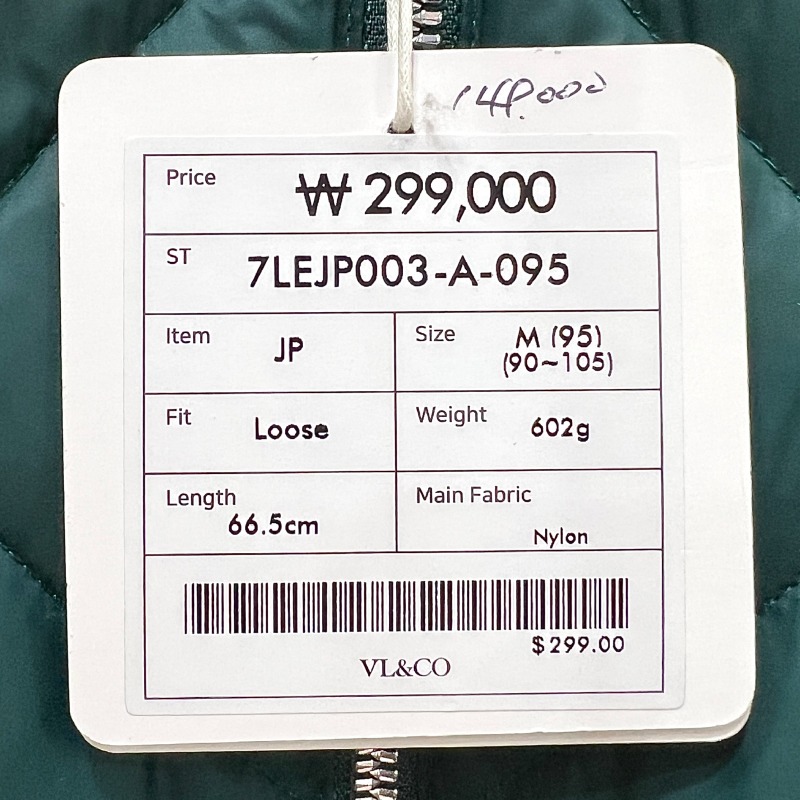 149.000
Price
₩ 299,000
ST
7LEJP003-A-095
Item
JP
Size
M (95)
(90~105)
Fit
Loose
Weight
602g
Length
66.5cm
Main Fabric
Nylon
$299.00
VL&CO